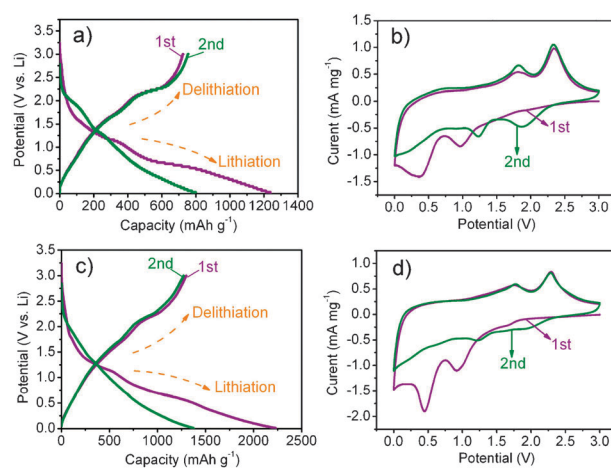 a)
1st
2nd
Delithiation
Lithiation
Potential (V vs. Li)
3.5
3.0
2.5
2.0
1.5
1.0
0.5
0.0
0 200 400 600 800 1000 1200 1400
Capacity (mAh g-1)
b)
1st
2nd
Curent (mA mg-1)
1.5
1.0
0.5
0.0
-0.5
-1.0
-1.5
0.0 0.5 1.0 1.5 2.0 2.5 3.0
Potential (V)
c)
2nd
1st
Delithiation
Lithiation
Potential (V vs. Li)
3.5
3.0
2.5
2.0
1.5
1.0
0.5
0.0
0 500 1000 1500 2000 2500
Capacity (mAh g-1)
d)
1st
2nd
Curent (mA mg-1)
1.0
0.5
0.0
-0.5
-1.0
-1.5
-2.0
0.0 0.5 1.0 1.5 2.0 2.5 3.0
Potential (V)